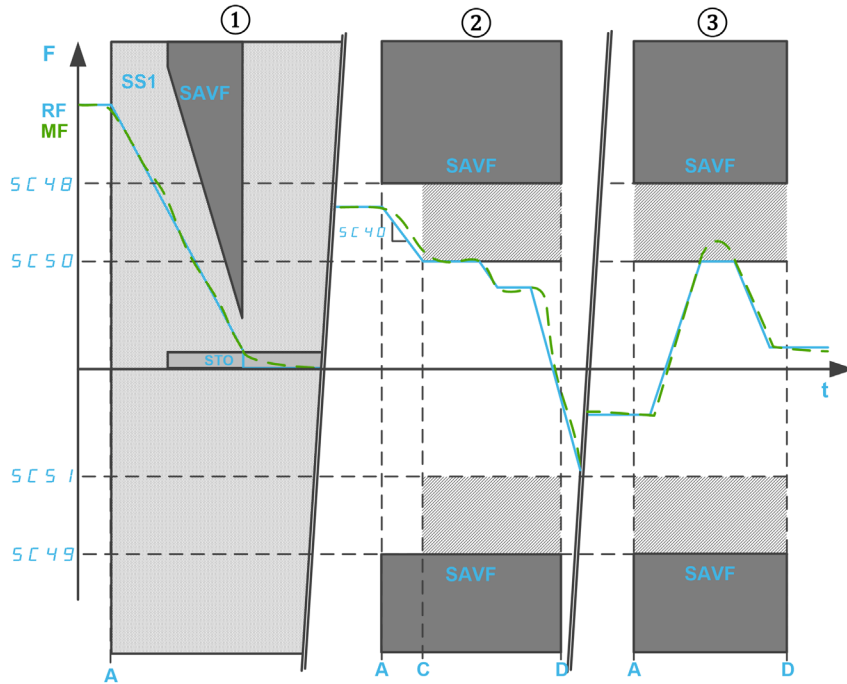 ① ② ③
F
SS1
SAVF
RF
MF
SAVF
SAVF
SC48
SC40
SC50
STO
t
SC51
SC49
SAVF
SAVF
A
A
C
D
A
D